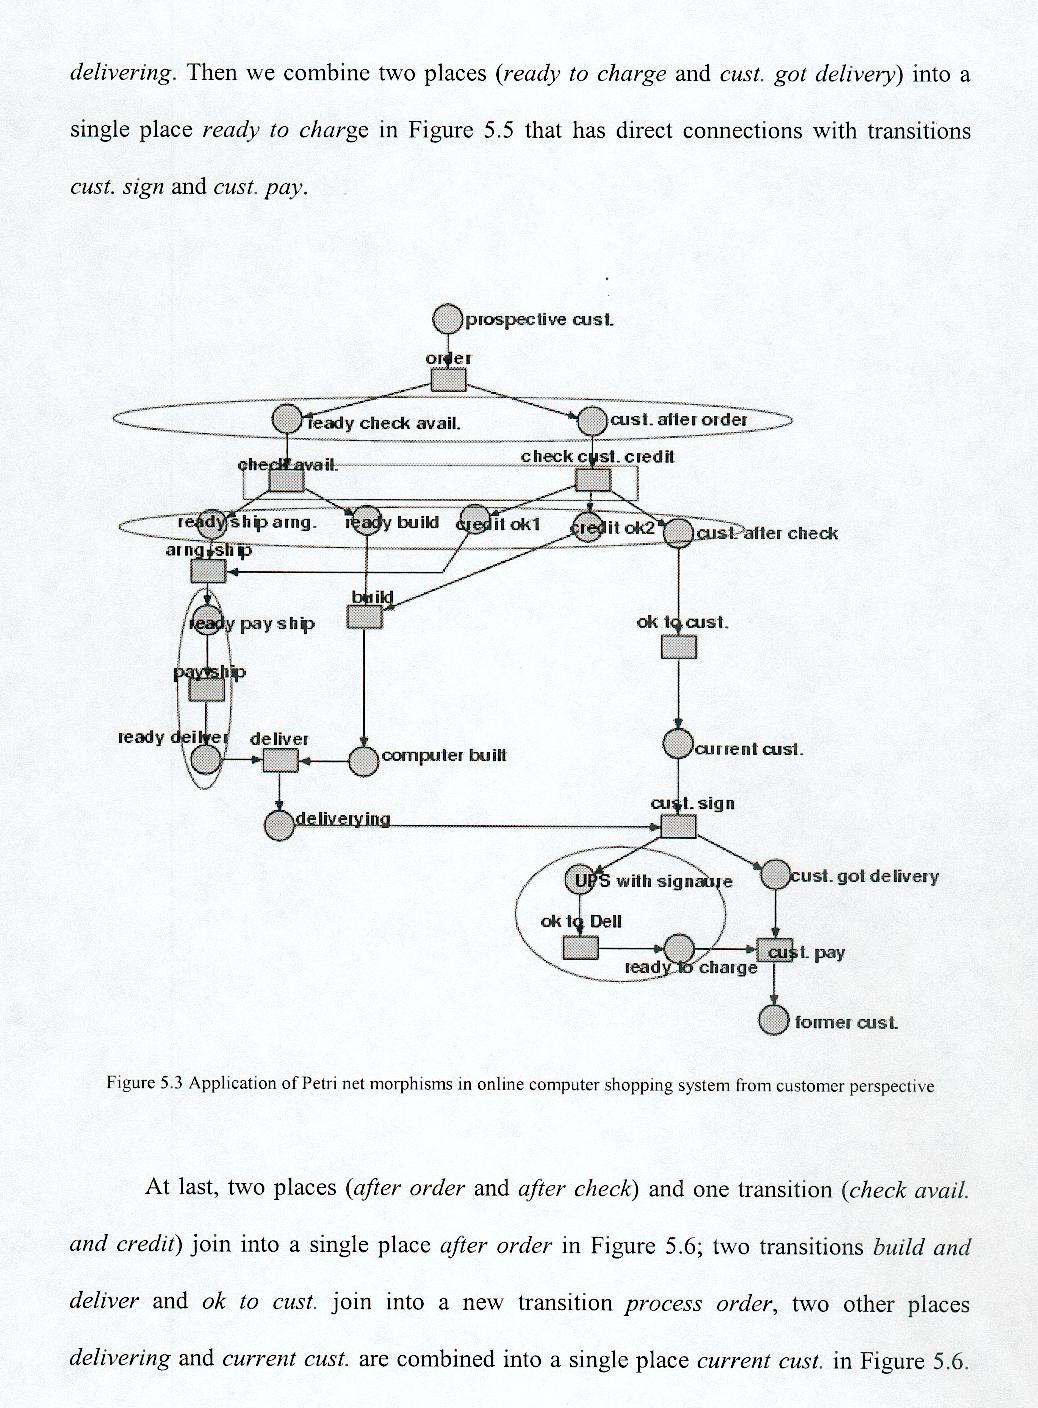 delivering. Then we combine two places (ready to charge and cust. got delivery) into a
single place ready to charge in Figure 5.5 that has direct connections with transitions
cust. sign and cust. pay.
prospective cust.
order
ready check avail.
cust. after order
check avail.
check cust. credit
ready ship arng.
ready build
credit ok1
credit ok2
cust. after check
arng. ship
build
ready pay ship
ok to cust.
pay ship
ready deilver
deliver
computer built
current cust.
cust. sign
deliverying
UPS with signaure
cust. got delivery
ok to Dell
cust. pay
ready to charge
former cust.
Figure 5.3 Application of Petri net morphisms in online computer shopping system from customer perspective
At last, two places (after order and after check) and one transition (check avail.
and credit) join into a single place after order in Figure 5.6; two transitions build and
deliver and ok to cust. join into a new transition process order, two other places
delivering and current cust. are combined into a single place current cust. in Figure 5.6.